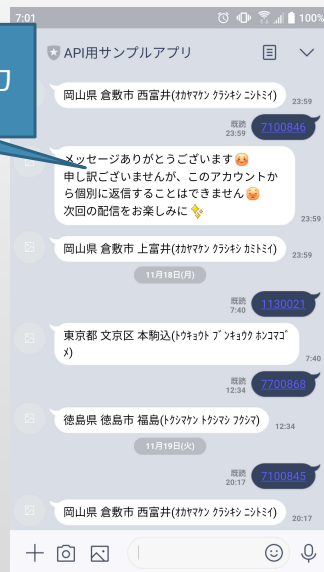 7:01
100%
API用サンプルアプリ
岡山県 倉敷市 西富井(ｵｶﾔﾏｹﾝ ｸﾗｼｷｼ ﾆｼﾄﾐｲ)
23:59
既読
23:59
7100846
メッセージありがとうございます
申し訳ございませんが、このアカウントか
ら個別に返信することはできません
次回の配信をお楽しみに
23:59
岡山県 倉敷市 上富井(ｵｶﾔﾏｹﾝ ｸﾗｼｷｼ ｶﾐﾄﾐｲ)
23:59
11月18日(月)
既読
7:40
1130021
東京都 文京区 本駒込(ﾄｳｷｮｳﾄ ﾌﾞﾝｷｮｳｸ ﾎﾝｺﾏｺﾞ
ﾒ)
7:40
既読
12:34
7700868
徳島県 徳島市 福島(ﾄｸｼﾏｹﾝ ﾄｸｼﾏｼ ﾌｸｼﾏ)
12:34
11月19日(火)
既読
20:17
7100845
岡山県 倉敷市 西富井(ｵｶﾔﾏｹﾝ ｸﾗｼｷｼ ﾆｼﾄﾐｲ)
20:17